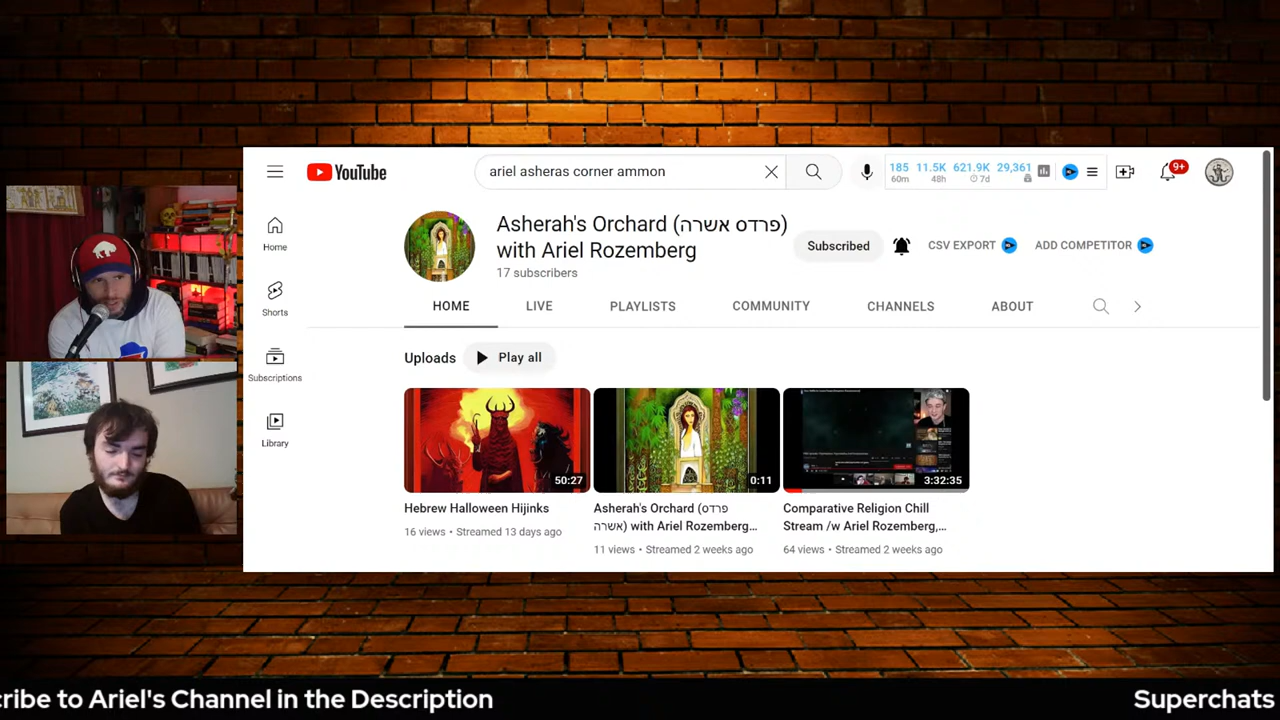 YouTube
ariel asheras corner ammon
185 11.5K 621.9K 29,361
60m 48h 7d
9+
Home
Shorts
Subscriptions
Library
Asherah's Orchard (פרדס אשרה)
with Ariel Rozemberg
17 subscribers
Subscribed
CSV EXPORT
ADD COMPETITOR
HOME LIVE PLAYLISTS COMMUNITY CHANNELS ABOUT
Uploads
Play all
50:27
0:11
3:32:35
Hebrew Halloween Hijinks
16 views • Streamed 13 days ago
Asherah's Orchard (פרדס
אשרה) with Ariel Rozemberg...
11 views • Streamed 2 weeks ago
Comparative Religion Chill
Stream /w Ariel Rozemberg,...
64 views • Streamed 2 weeks ago
cribe to Ariel's Channel in the Description
Superchats